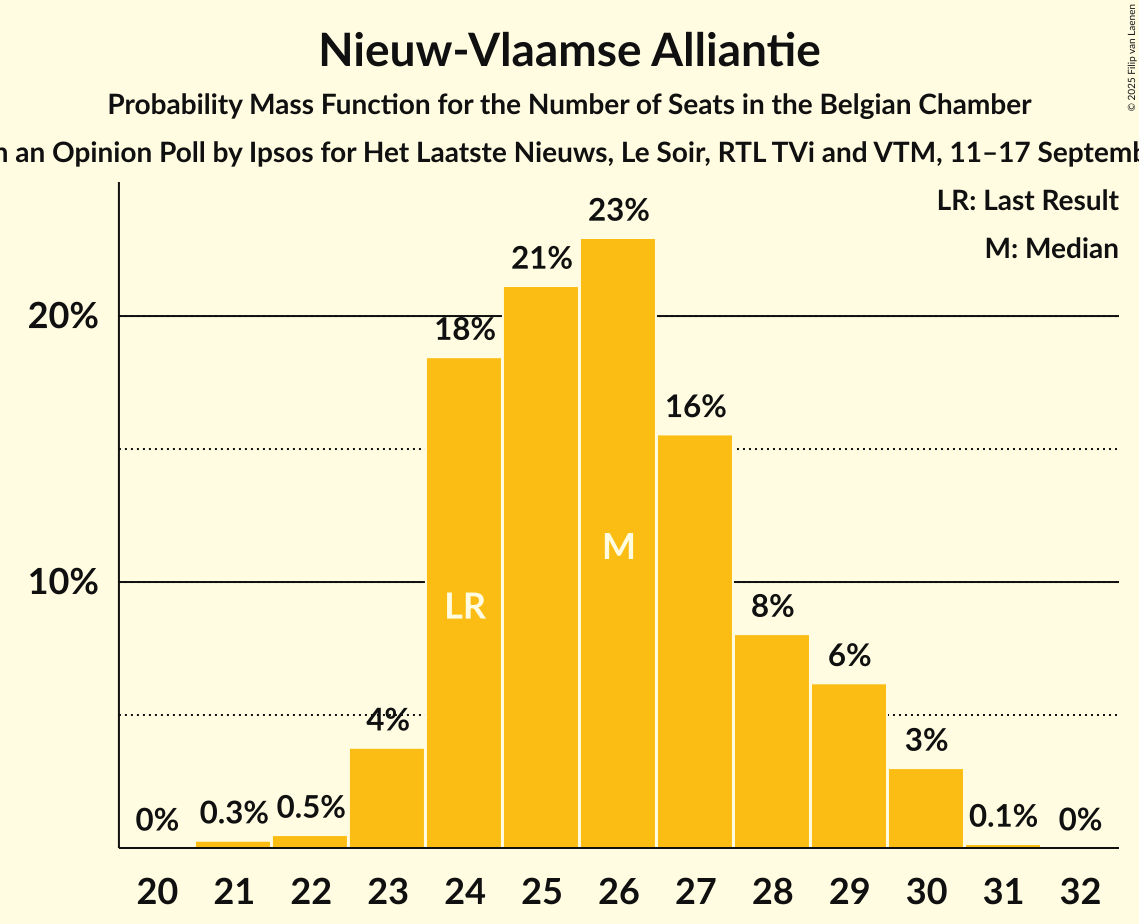 Nieuw-Vlaamse Alliantie
Probability Mass Function for the Number of Seats in the Belgian Chamber
an Opinion Poll by Ipsos for Het Laatste Nieuws, Le Soir, RTL TVi and VTM, 11–17
© 2025 Filip van Laenen
LR: Last Result
M: Median
20%
10%
0%
0.3%
0.5%
4%
18%
21%
23%
16%
8%
6%
3%
0.1%
0%
LR
M
20 21 22 23 24 25 26 27 28 29 30 31 32